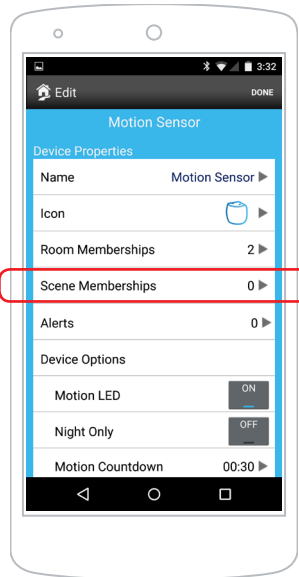 3:32
Edit DONE
Motion Sensor
Device Properties
Name Motion Sensor
Icon
Room Memberships 2
Scene Memberships 0
Alerts 0
Device Options
Motion LED ON
Night Only OFF
Motion Countdown 00:30